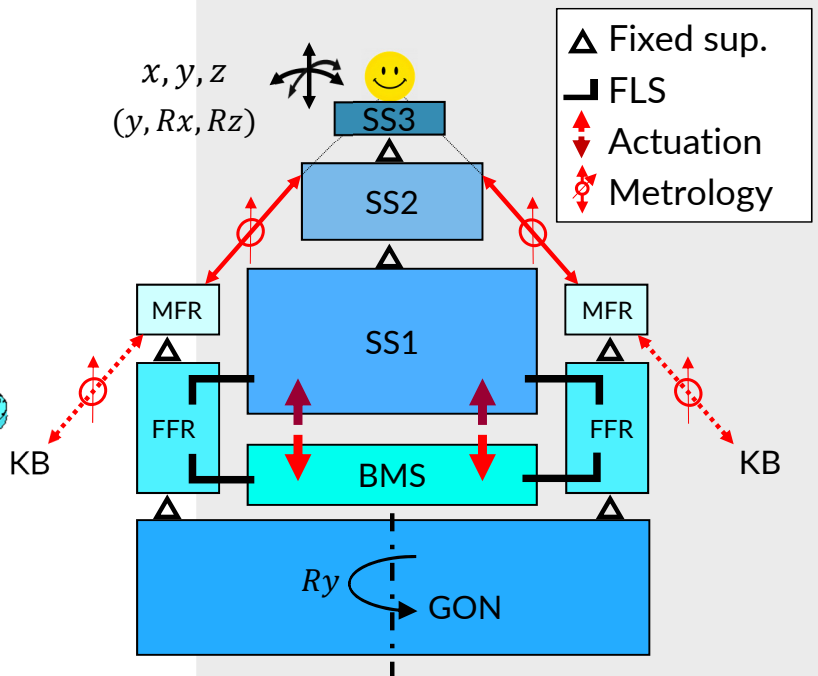 x, y, z
(y, Rx, Rz)
SS3
SS2
SS1
MFR
MFR
FFR
FFR
KB
KB
BMS
Ry
GON
Fixed sup.
FLS
Actuation
Metrology